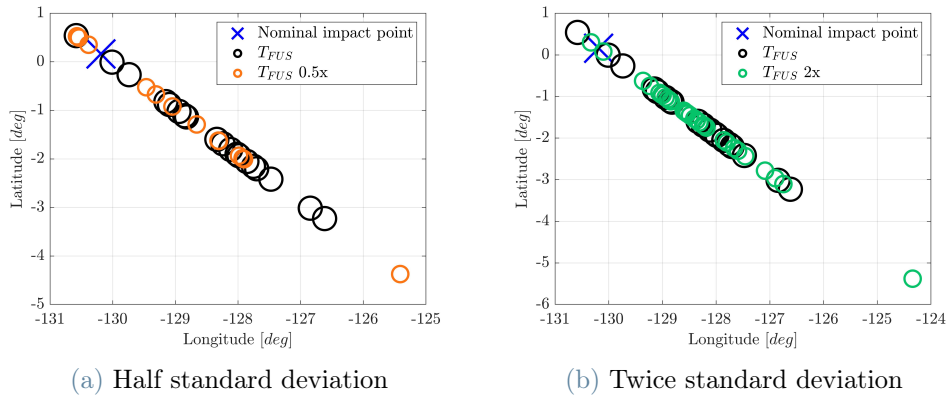 1
0
-1
-2
-3
-4
-5
Latitude [deg]
-131 -130 -129 -128 -127 -126 -125
Longitude [deg]
Nominal impact point
T_FUS
T_FUS 0.5x
(a) Half standard deviation
1
0
-1
-2
-3
-4
-5
-6
Latitude [deg]
-131 -130 -129 -128 -127 -126 -125 -124
Longitude [deg]
Nominal impact point
T_FUS
T_FUS 2x
(b) Twice standard deviation